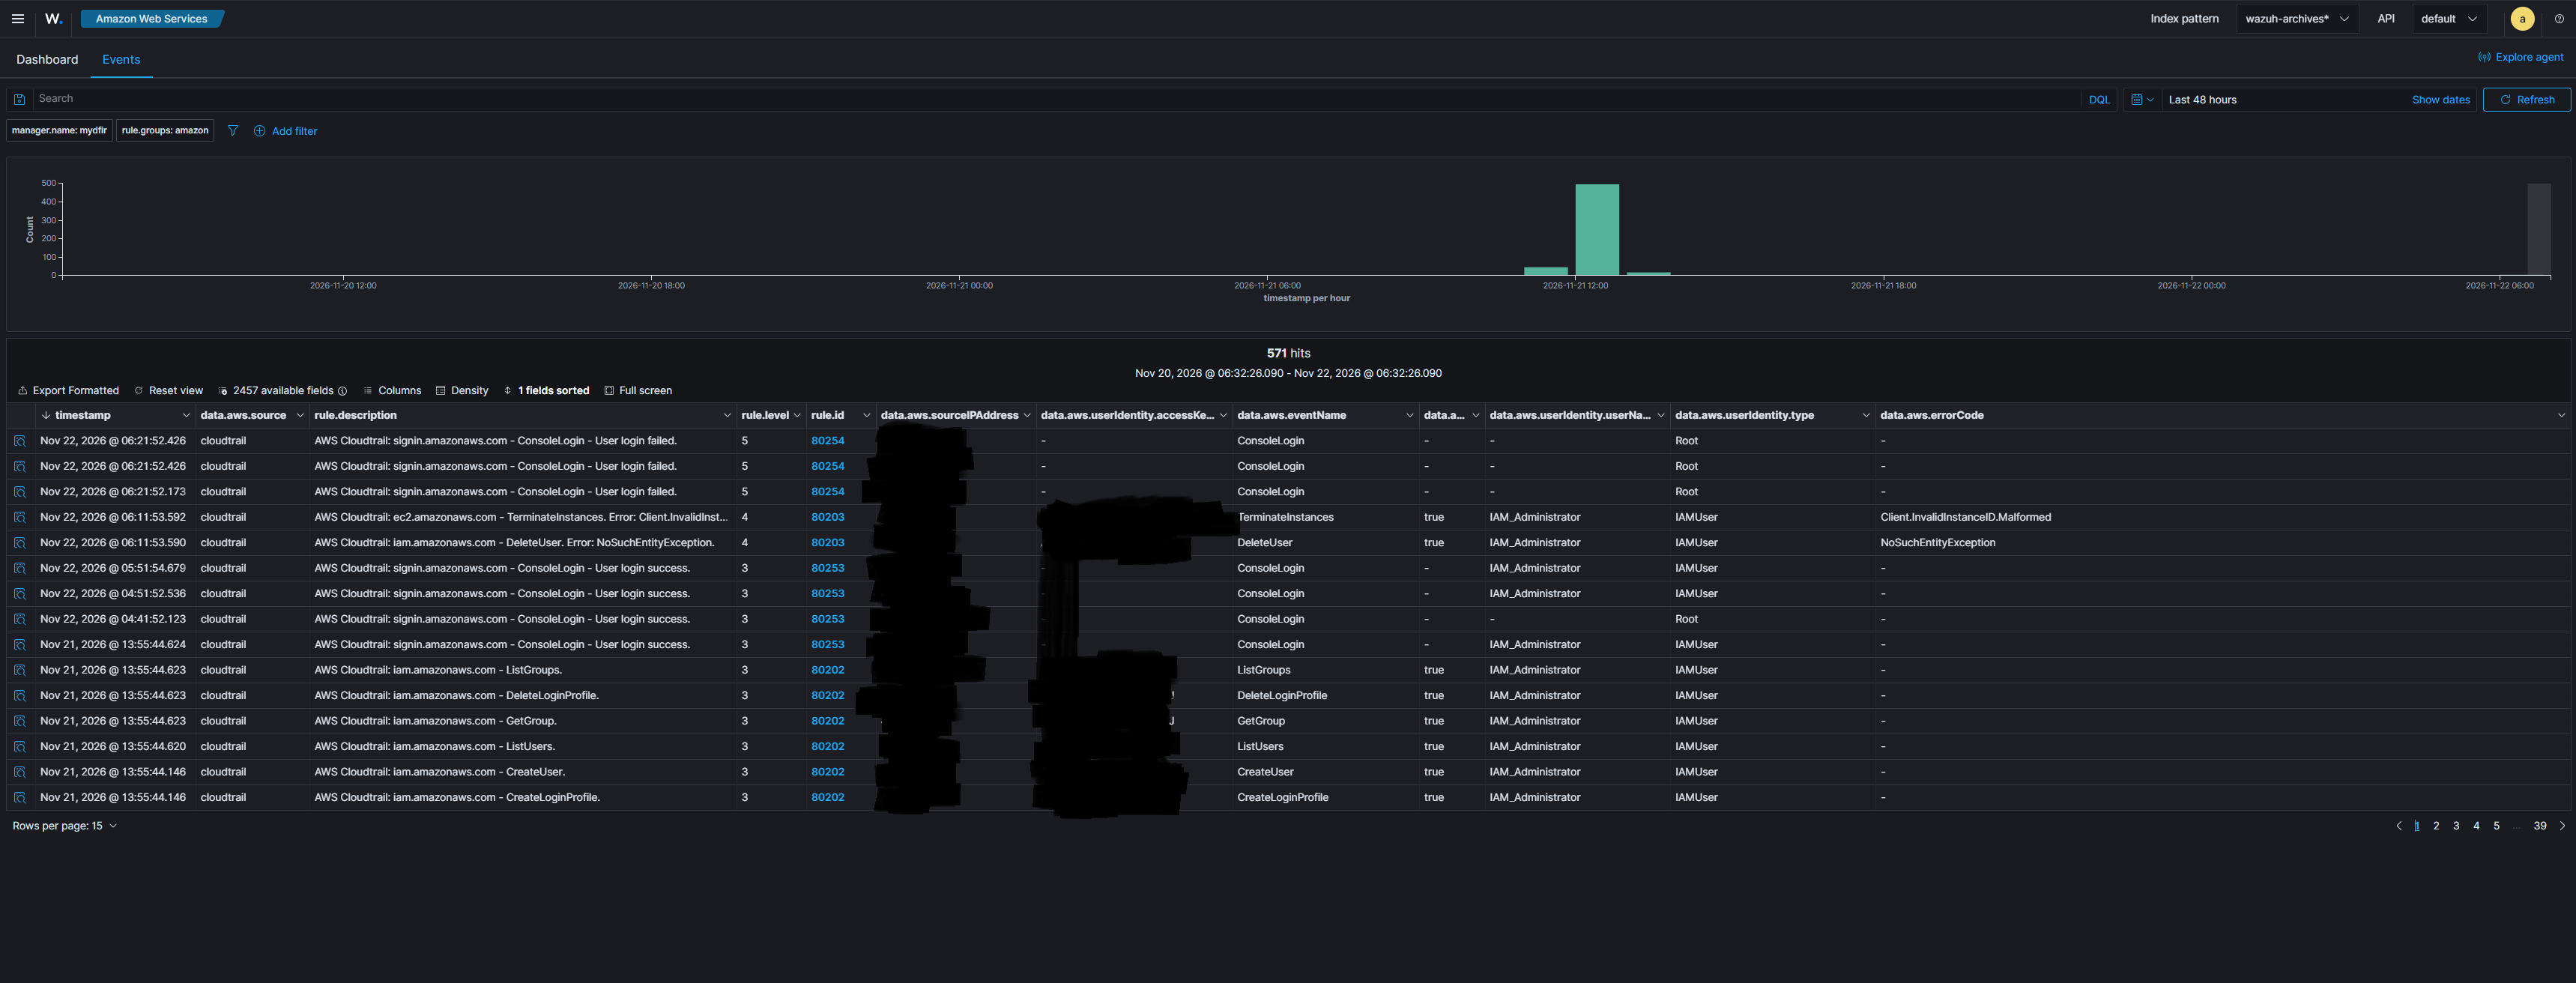 W. Amazon Web Services Index pattern wazuh-archives* API default a
Dashboard Events Explore agent
Search DQL Last 48 hours Show dates Refresh
manager.name: mydfir rule.groups: amazon Add filter
500
400
300
200
100
0
Count
2026-11-20 12:00 2026-11-20 18:00 2026-11-21 00:00 2026-11-21 06:00 2026-11-21 12:00 2026-11-21 18:00 2026-11-22 00:00 2026-11-22 06:00
timestamp per hour
571 hits
Nov 20, 2026 @ 06:32:26.090 - Nov 22, 2026 @ 06:32:26.090
Export Formatted Reset view 2457 available fields Columns Density 1 fields sorted Full screen
timestamp data.aws.source rule.description rule.level rule.id data.aws.sourceIPAddress data.aws.userIdentity.accessKe... data.aws.eventName data.a... data.aws.userIdentity.userNa... data.aws.userIdentity.type data.aws.errorCode
Nov 22, 2026 @ 06:21:52.426 cloudtrail AWS Cloudtrail: signin.amazonaws.com - ConsoleLogin - User login failed. 5 80254 - ConsoleLogin - - Root -
Nov 22, 2026 @ 06:21:52.426 cloudtrail AWS Cloudtrail: signin.amazonaws.com - ConsoleLogin - User login failed. 5 80254 - ConsoleLogin - - Root -
Nov 22, 2026 @ 06:21:52.173 cloudtrail AWS Cloudtrail: signin.amazonaws.com - ConsoleLogin - User login failed. 5 80254 - ConsoleLogin - - Root -
Nov 22, 2026 @ 06:11:53.592 cloudtrail AWS Cloudtrail: ec2.amazonaws.com - TerminateInstances. Error: Client.InvalidInst... 4 80203 TerminateInstances true IAM_Administrator IAMUser Client.InvalidInstanceID.Malformed
Nov 22, 2026 @ 06:11:53.590 cloudtrail AWS Cloudtrail: iam.amazonaws.com - DeleteUser. Error: NoSuchEntityException. 4 80203 DeleteUser true IAM_Administrator IAMUser NoSuchEntityException
Nov 22, 2026 @ 05:51:54.679 cloudtrail AWS Cloudtrail: signin.amazonaws.com - ConsoleLogin - User login success. 3 80253 - ConsoleLogin - IAM_Administrator IAMUser -
Nov 22, 2026 @ 04:51:52.536 cloudtrail AWS Cloudtrail: signin.amazonaws.com - ConsoleLogin - User login success. 3 80253 - ConsoleLogin - IAM_Administrator IAMUser -
Nov 22, 2026 @ 04:41:52.123 cloudtrail AWS Cloudtrail: signin.amazonaws.com - ConsoleLogin - User login success. 3 80253 - ConsoleLogin - - Root -
Nov 21, 2026 @ 13:55:44.624 cloudtrail AWS Cloudtrail: signin.amazonaws.com - ConsoleLogin - User login success. 3 80253 - ConsoleLogin - IAM_Administrator IAMUser -
Nov 21, 2026 @ 13:55:44.623 cloudtrail AWS Cloudtrail: iam.amazonaws.com - ListGroups. 3 80202 ListGroups true IAM_Administrator IAMUser -
Nov 21, 2026 @ 13:55:44.623 cloudtrail AWS Cloudtrail: iam.amazonaws.com - DeleteLoginProfile. 3 80202 DeleteLoginProfile true IAM_Administrator IAMUser -
Nov 21, 2026 @ 13:55:44.623 cloudtrail AWS Cloudtrail: iam.amazonaws.com - GetGroup. 3 80202 J GetGroup true IAM_Administrator IAMUser -
Nov 21, 2026 @ 13:55:44.620 cloudtrail AWS Cloudtrail: iam.amazonaws.com - ListUsers. 3 80202 ListUsers true IAM_Administrator IAMUser -
Nov 21, 2026 @ 13:55:44.146 cloudtrail AWS Cloudtrail: iam.amazonaws.com - CreateUser. 3 80202 CreateUser true IAM_Administrator IAMUser -
Nov 21, 2026 @ 13:55:44.146 cloudtrail AWS Cloudtrail: iam.amazonaws.com - CreateLoginProfile. 3 80202 CreateLoginProfile true IAM_Administrator IAMUser -
Rows per page: 15 1 2 3 4 5 ... 39